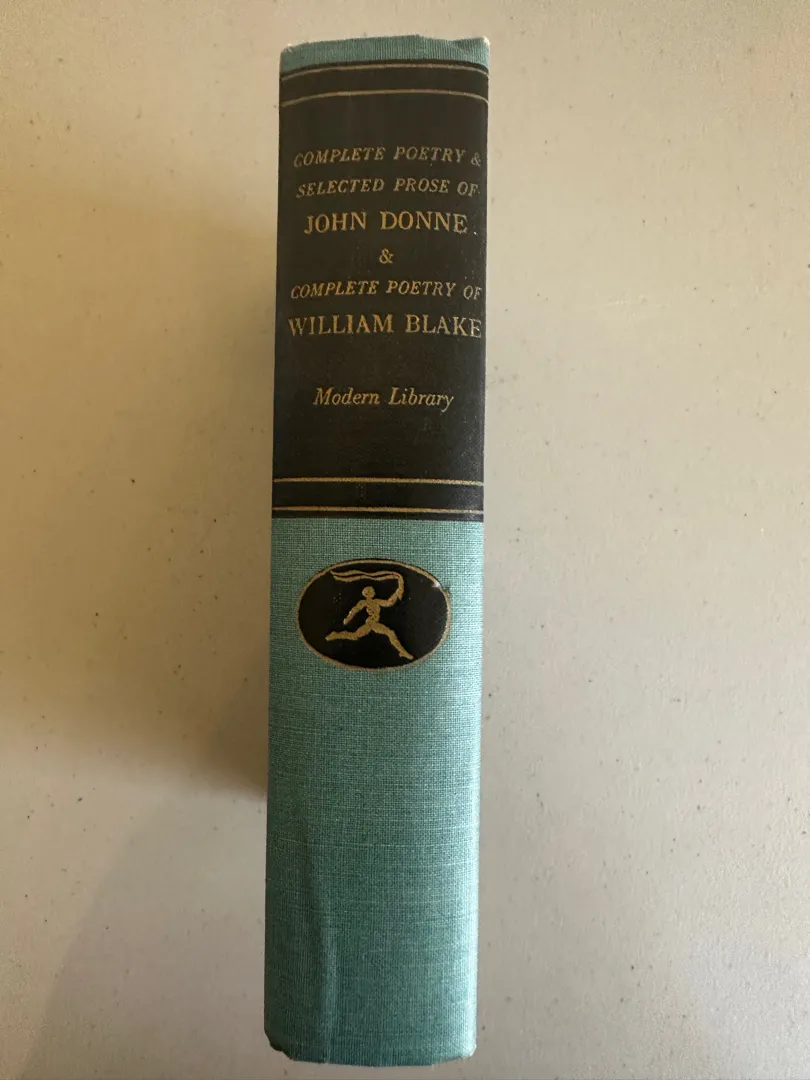 COMPLETE POETRY &
SELECTED PROSE OF
JOHN DONNE
&
COMPLETE POETRY OF
WILLIAM BLAKE
Modern Library